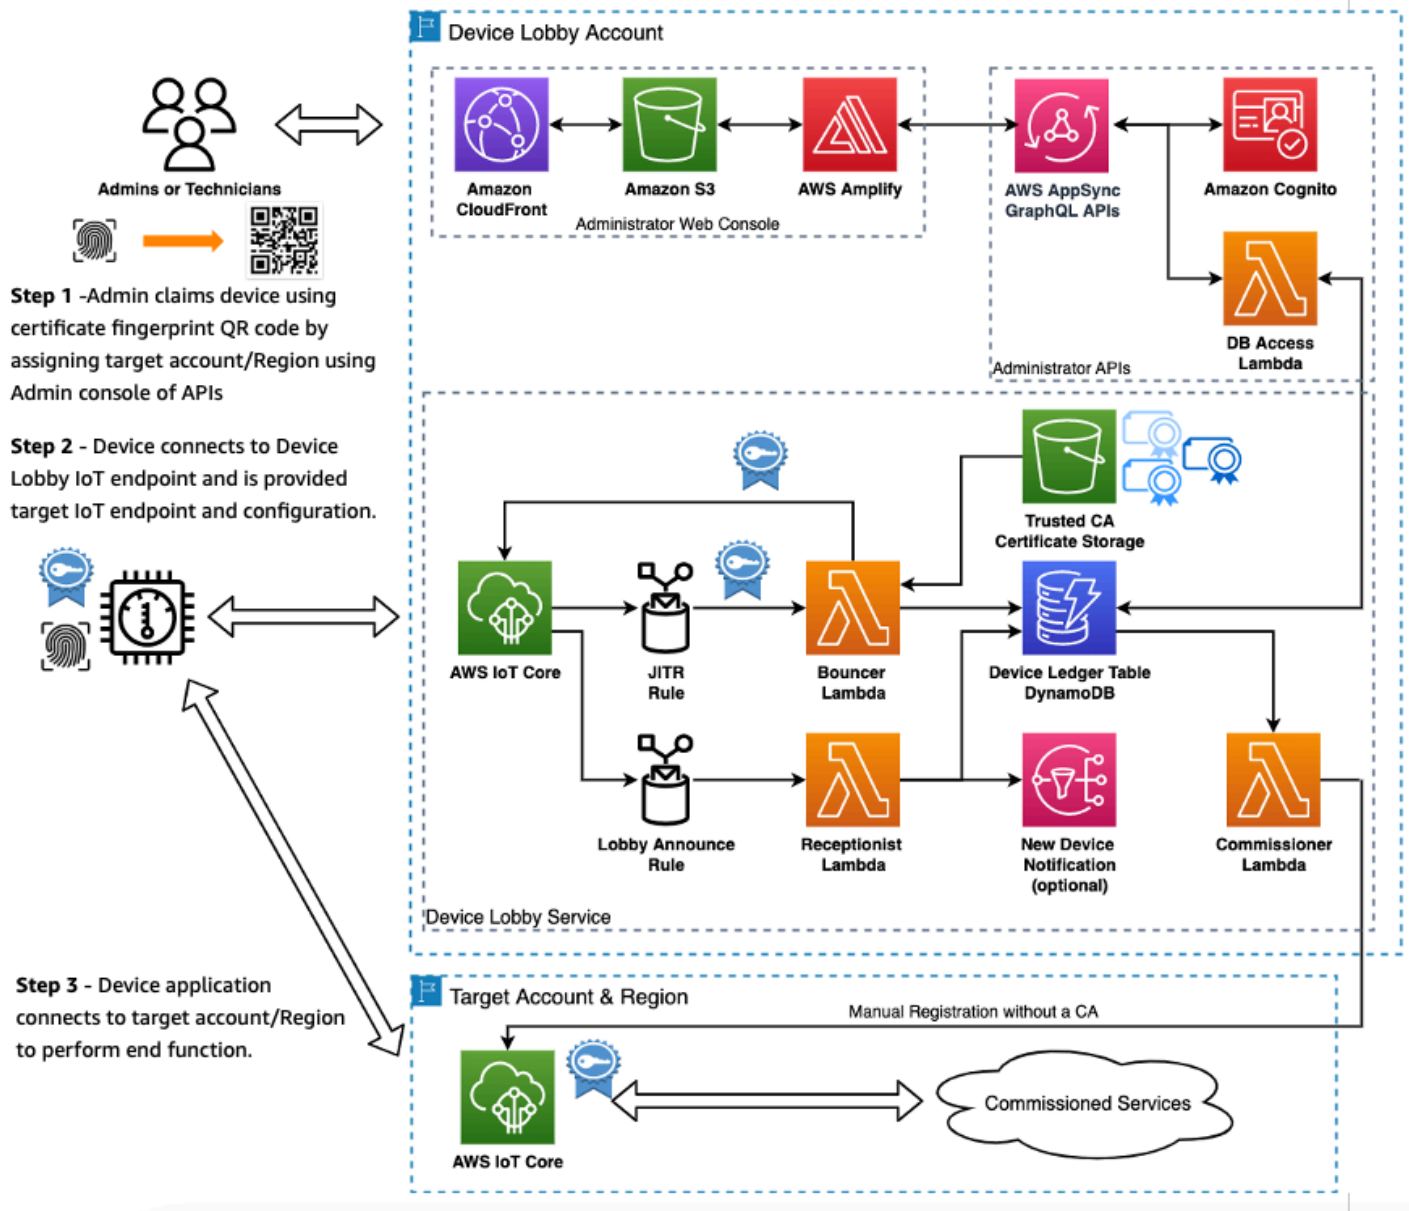 Device Lobby Account
Admins or Technicians
Amazon
CloudFront
Amazon S3
AWS Amplify
Administrator Web Console
AWS AppSync
GraphQL APIs
Amazon Cognito
DB Access
Lambda
Administrator APIs
Step 1 -Admin claims device using
certificate fingerprint QR code by
assigning target account/Region using
Admin console of APIs
Step 2 - Device connects to Device
Lobby IoT endpoint and is provided
target IoT endpoint and configuration.
Trusted CA
Certificate Storage
AWS IoT Core
JITR
Rule
Bouncer
Lambda
Device Ledger Table
DynamoDB
Lobby Announce
Rule
Receptionist
Lambda
New Device
Notification
(optional)
Commissioner
Lambda
Device Lobby Service
Step 3 - Device application
connects to target account/Region
to perform end function.
Target Account & Region
Manual Registration without a CA
AWS IoT Core
Commissioned Services